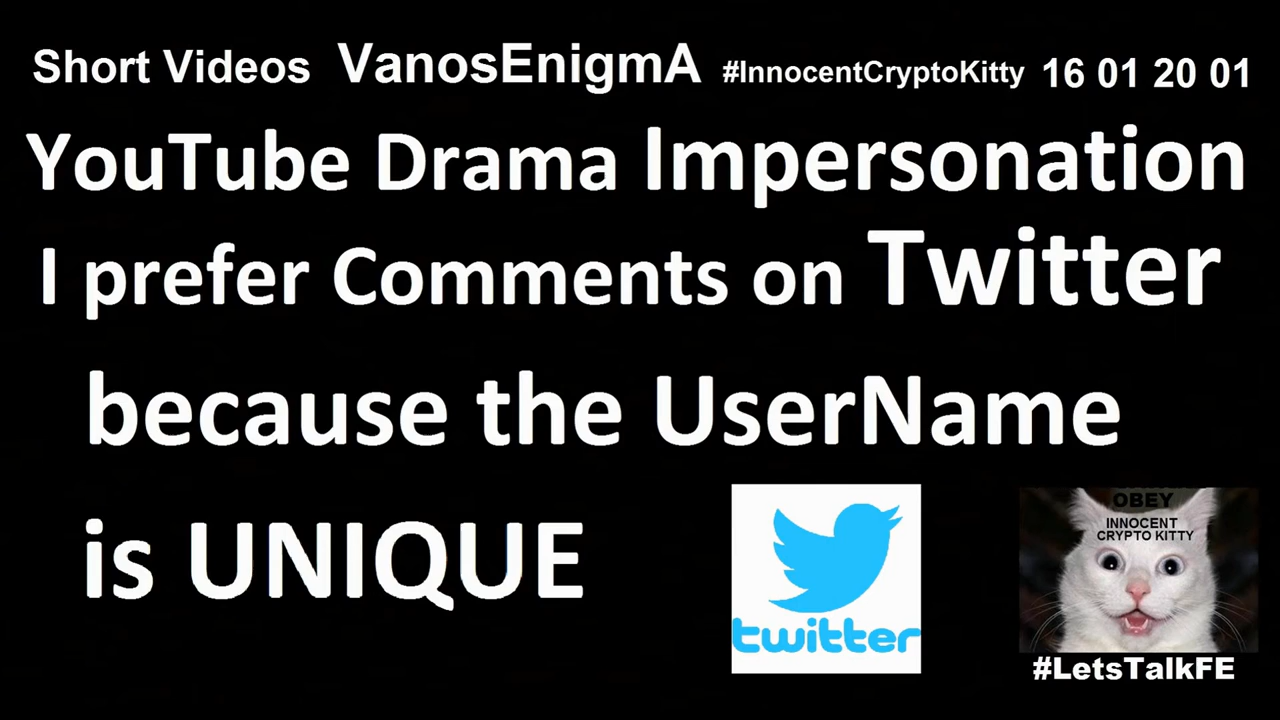 Short Videos VanosEnigmA #InnocentCryptoKitty 16 01 20 01
YouTube Drama Impersonation
I prefer Comments on Twitter
because the UserName
is UNIQUE
twitter
OBEY
INNOCENT
CRYPTO KITTY
#LetsTalkFE